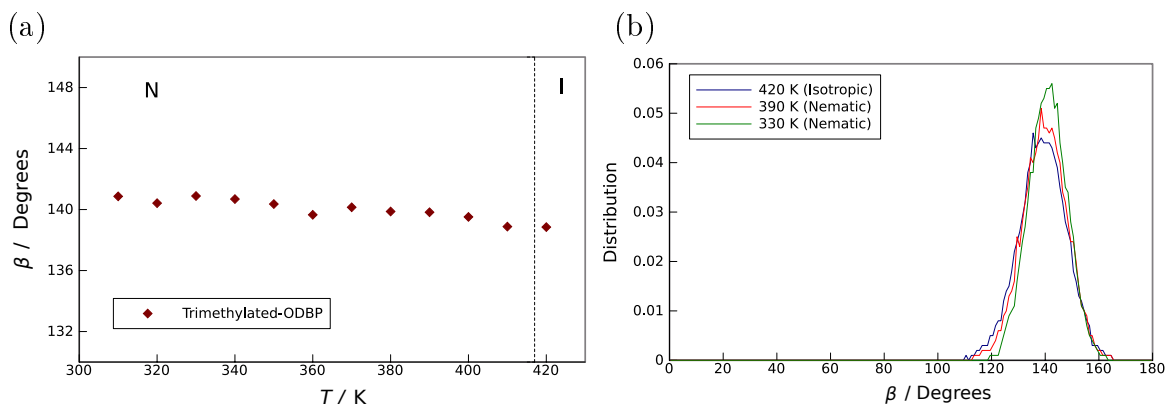 (a)
β / Degrees
148
144
140
136
132
N
I
Trimethylated-ODBP
300 320 340 360 380 400 420
T / K
(b)
Distribution
0.06
0.05
0.04
0.03
0.02
0.01
0
420 K (Isotropic)
390 K (Nematic)
330 K (Nematic)
0 20 40 60 80 100 120 140 160 180
β / Degrees